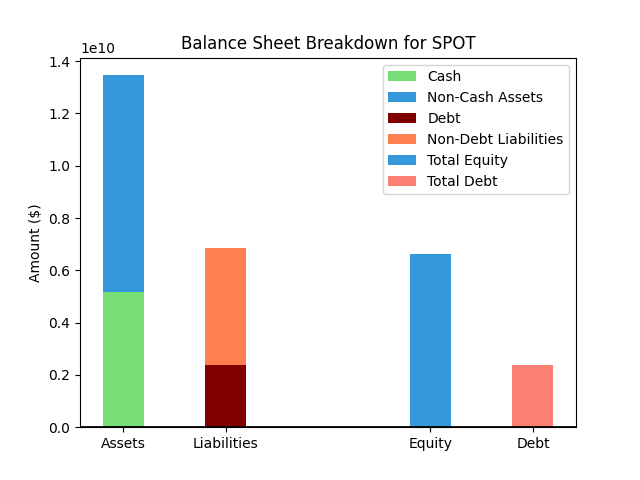 Balance Sheet Breakdown for SPOT
1e10
1.4
1.2
1.0
0.8
0.6
0.4
0.2
0.0
Amount ($)
Cash
Non-Cash Assets
Debt
Non-Debt Liabilities
Total Equity
Total Debt
Assets
Liabilities
Equity
Debt